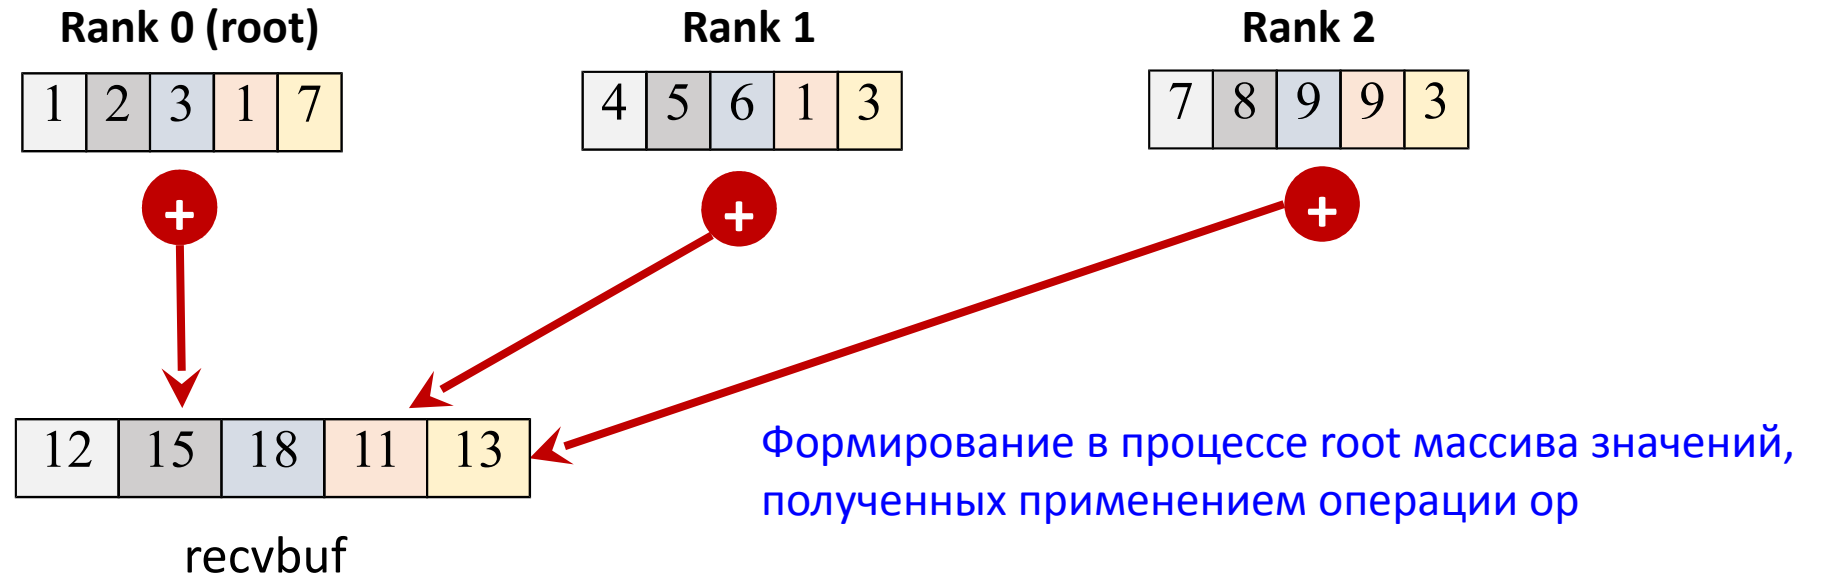 Rank 0 (root) Rank 1 Rank 2
1 2 3 1 7 4 5 6 1 3 7 8 9 9 3
+ + +
12 15 18 11 13
Формирование в процессе root массива значений,
полученных применением операции op
recvbuf